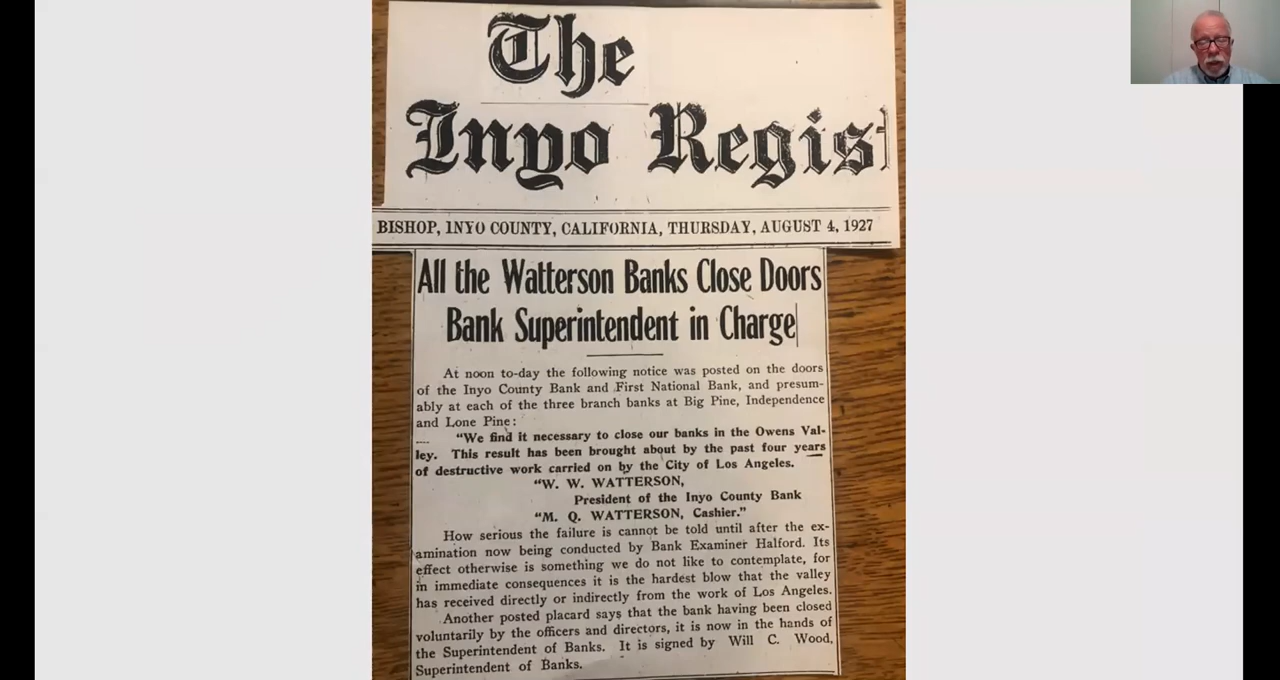 The
Inyo Regist
BISHOP, INYO COUNTY, CALIFORNIA, THURSDAY, AUGUST 4, 1927
All the Watterson Banks Close Doors
Bank Superintendent in Charge
At noon to-day the following notice was posted on the doors
of the Inyo County Bank and First National Bank, and presum-
ably at each of the three branch banks at Big Pine, Independence
and Lone Pine:
"We find it necessary to close our banks in the Owens Val-
ley. This result has been brought about by the past four years
of destructive work carried on by the City of Los Angeles.
"W. W. WATTERSON,
President of the Inyo County Bank
"M. Q. WATTERSON, Cashier."
How serious the failure is cannot be told until after the ex-
amination now being conducted by Bank Examiner Halford. Its
effect otherwise is something we do not like to contemplate, for
in immediate consequences it is the hardest blow that the valley
has received directly or indirectly from the work of Los Angeles.
Another posted placard says that the bank having been closed
voluntarily by the officers and directors, it is now in the hands of
the Superintendent of Banks. It is signed by Will C. Wood,
Superintendent of Banks.